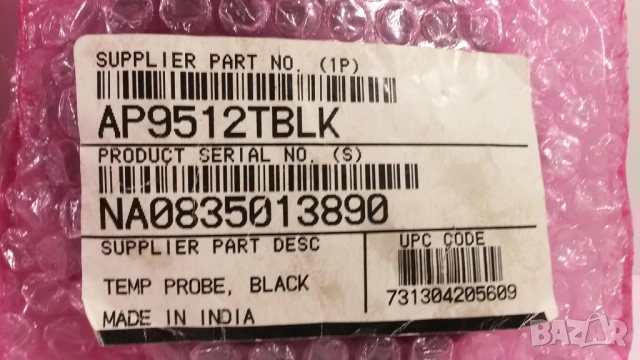 SUPPLIER PART NO. (1P)
AP9512TBLK
PRODUCT SERIAL NO. (S)
NA0835013890
SUPPLIER PART DESC
UPC CODE
TEMP PROBE, BLACK
731304205609
MADE IN INDIA
BAZAR